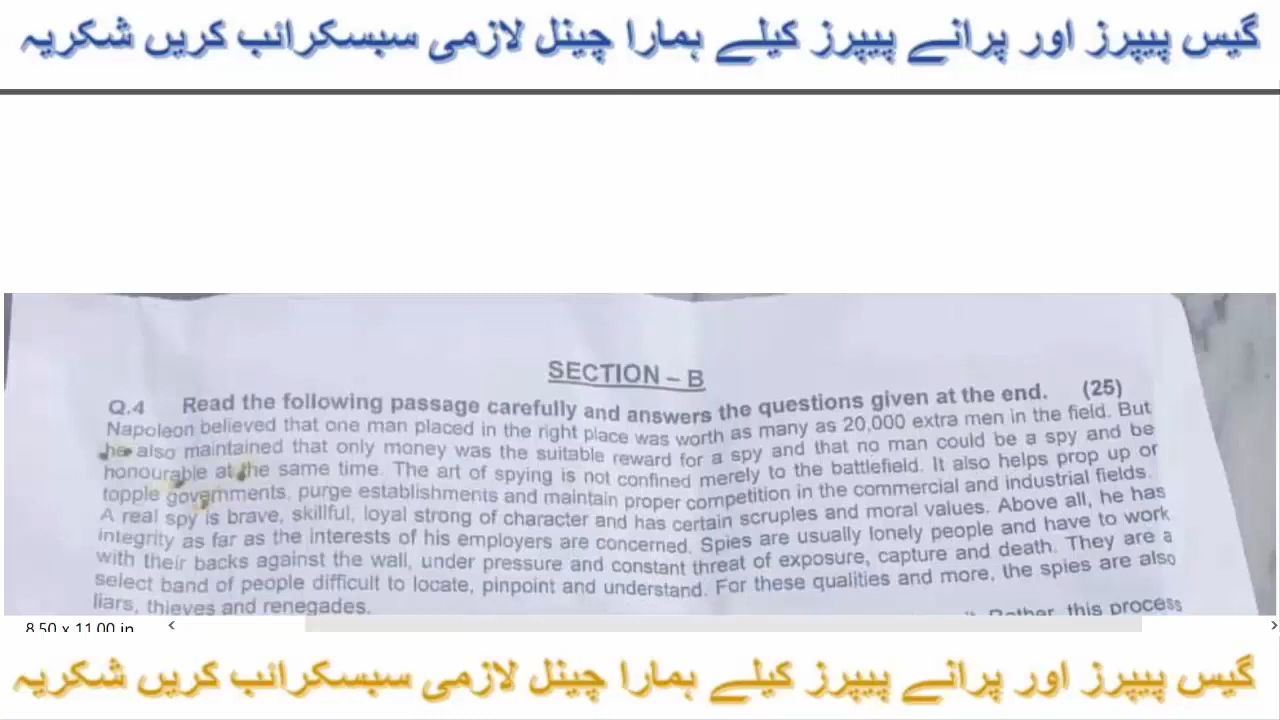 گیس پیپرز اور پرانے پیپرز کیلے ہمارا چینل لازمی سبسکرائب کریں شکریہ
SECTION – B
Q.4 Read the following passage carefully and answers the questions given at the end. (25)
Napoleon believed that one man placed in the right place was worth as many as 20,000 extra men in the field. But
he also maintained that only money was the suitable reward for a spy and that no man could be a spy and be
honourable at the same time. The art of spying is not confined merely to the battlefield. It also helps prop up or
topple governments, purge establishments and maintain proper competition in the commercial and industrial fields.
A real spy is brave, skillful, loyal strong of character and has certain scruples and moral values. Above all, he has
integrity as far as the interests of his employers are concerned. Spies are usually lonely people and have to work
with their backs against the wall, under pressure and constant threat of exposure, capture and death. They are a
select band of people difficult to locate, pinpoint and understand. For these qualities and more, the spies are also
liars, thieves and renegades.
Rather, this process
8.50 x 11.00 in
گیس پیپرز اور پرانے پیپرز کیلے ہمارا چینل لازمی سبسکرائب کریں شکریہ